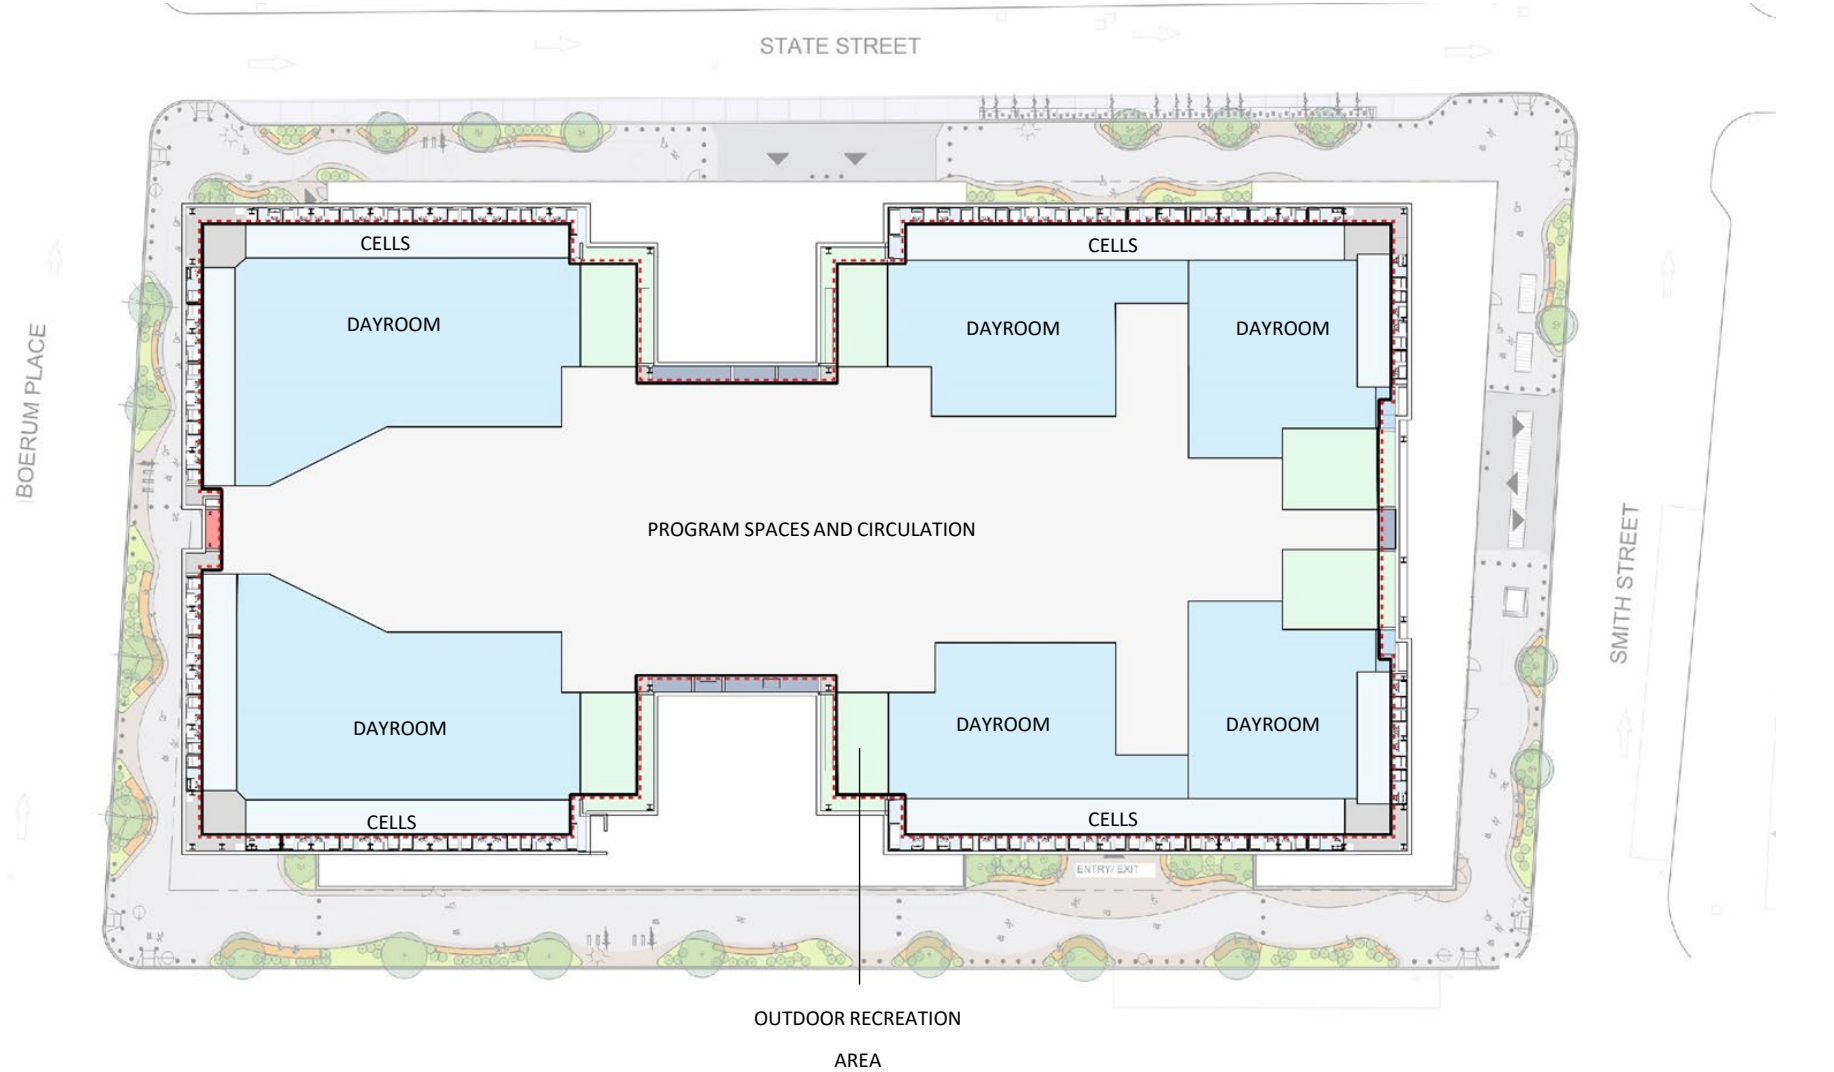 STATE STREET
CELLS
CELLS
DAYROOM
DAYROOM
DAYROOM
BOERUM PLACE
PROGRAM SPACES AND CIRCULATION
SMITH STREET
DAYROOM
DAYROOM
DAYROOM
CELLS
CELLS
ENTRY/ EXIT
OUTDOOR RECREATION
AREA